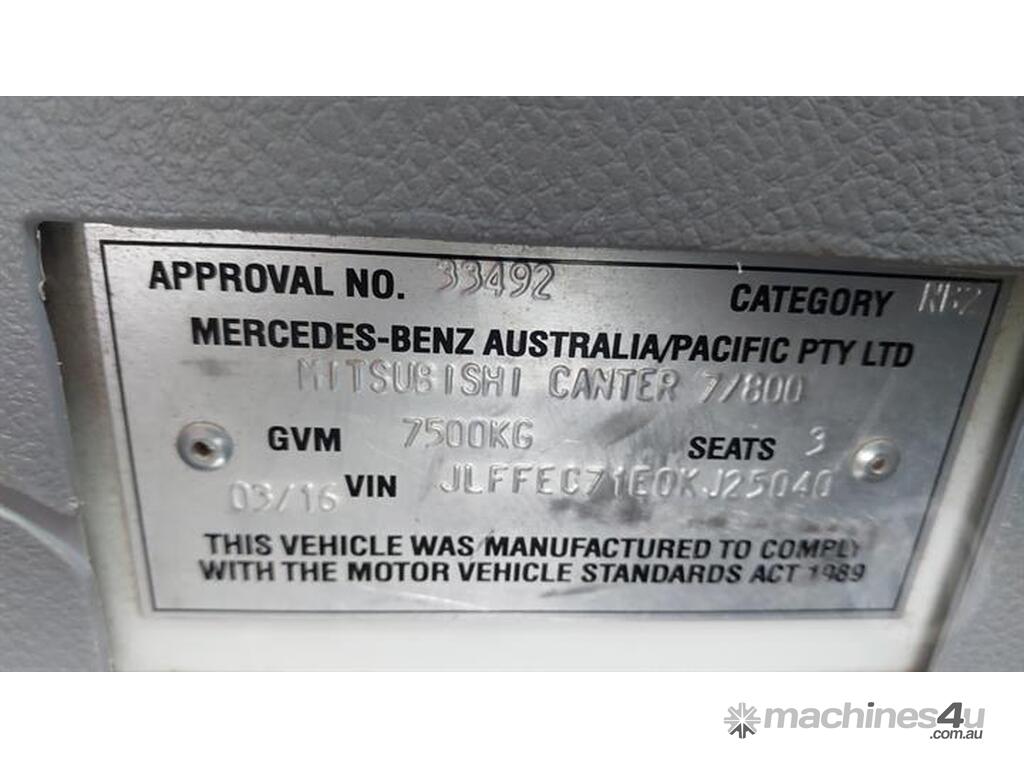 APPROVAL NO. 33492 CATEGORY NB2
MERCEDES-BENZ AUSTRALIA/PACIFIC PTY LTD
MITSUBISHI CANTER 7/800
GVM 7500KG SEATS 3
03/16 VIN JLFFEC71E0KJ25040
THIS VEHICLE WAS MANUFACTURED TO COMPLY
WITH THE MOTOR VEHICLE STANDARDS ACT 1989
machines4u
.com.au